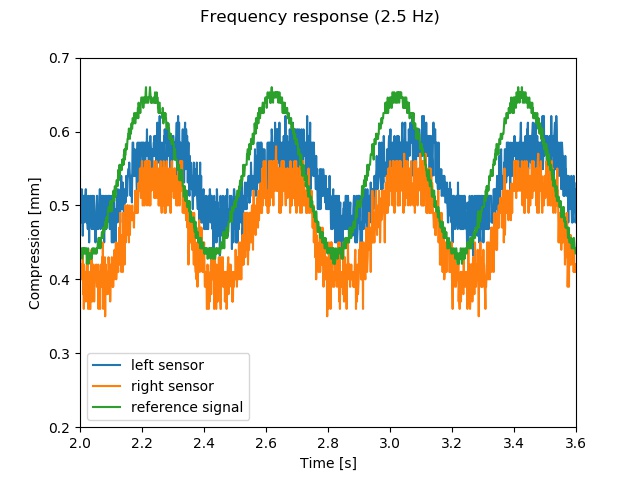 Frequency response (2.5 Hz)
0.7
0.6
0.5
0.4
0.3
0.2
Compression [mm]
left sensor
right sensor
reference signal
2.0 2.2 2.4 2.6 2.8 3.0 3.2 3.4 3.6
Time [s]